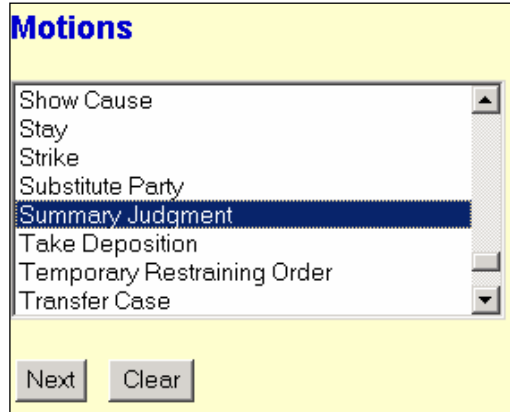 Motions
Show Cause
Stay
Strike
Substitute Party
Summary Judgment
Take Deposition
Temporary Restraining Order
Transfer Case
Next Clear